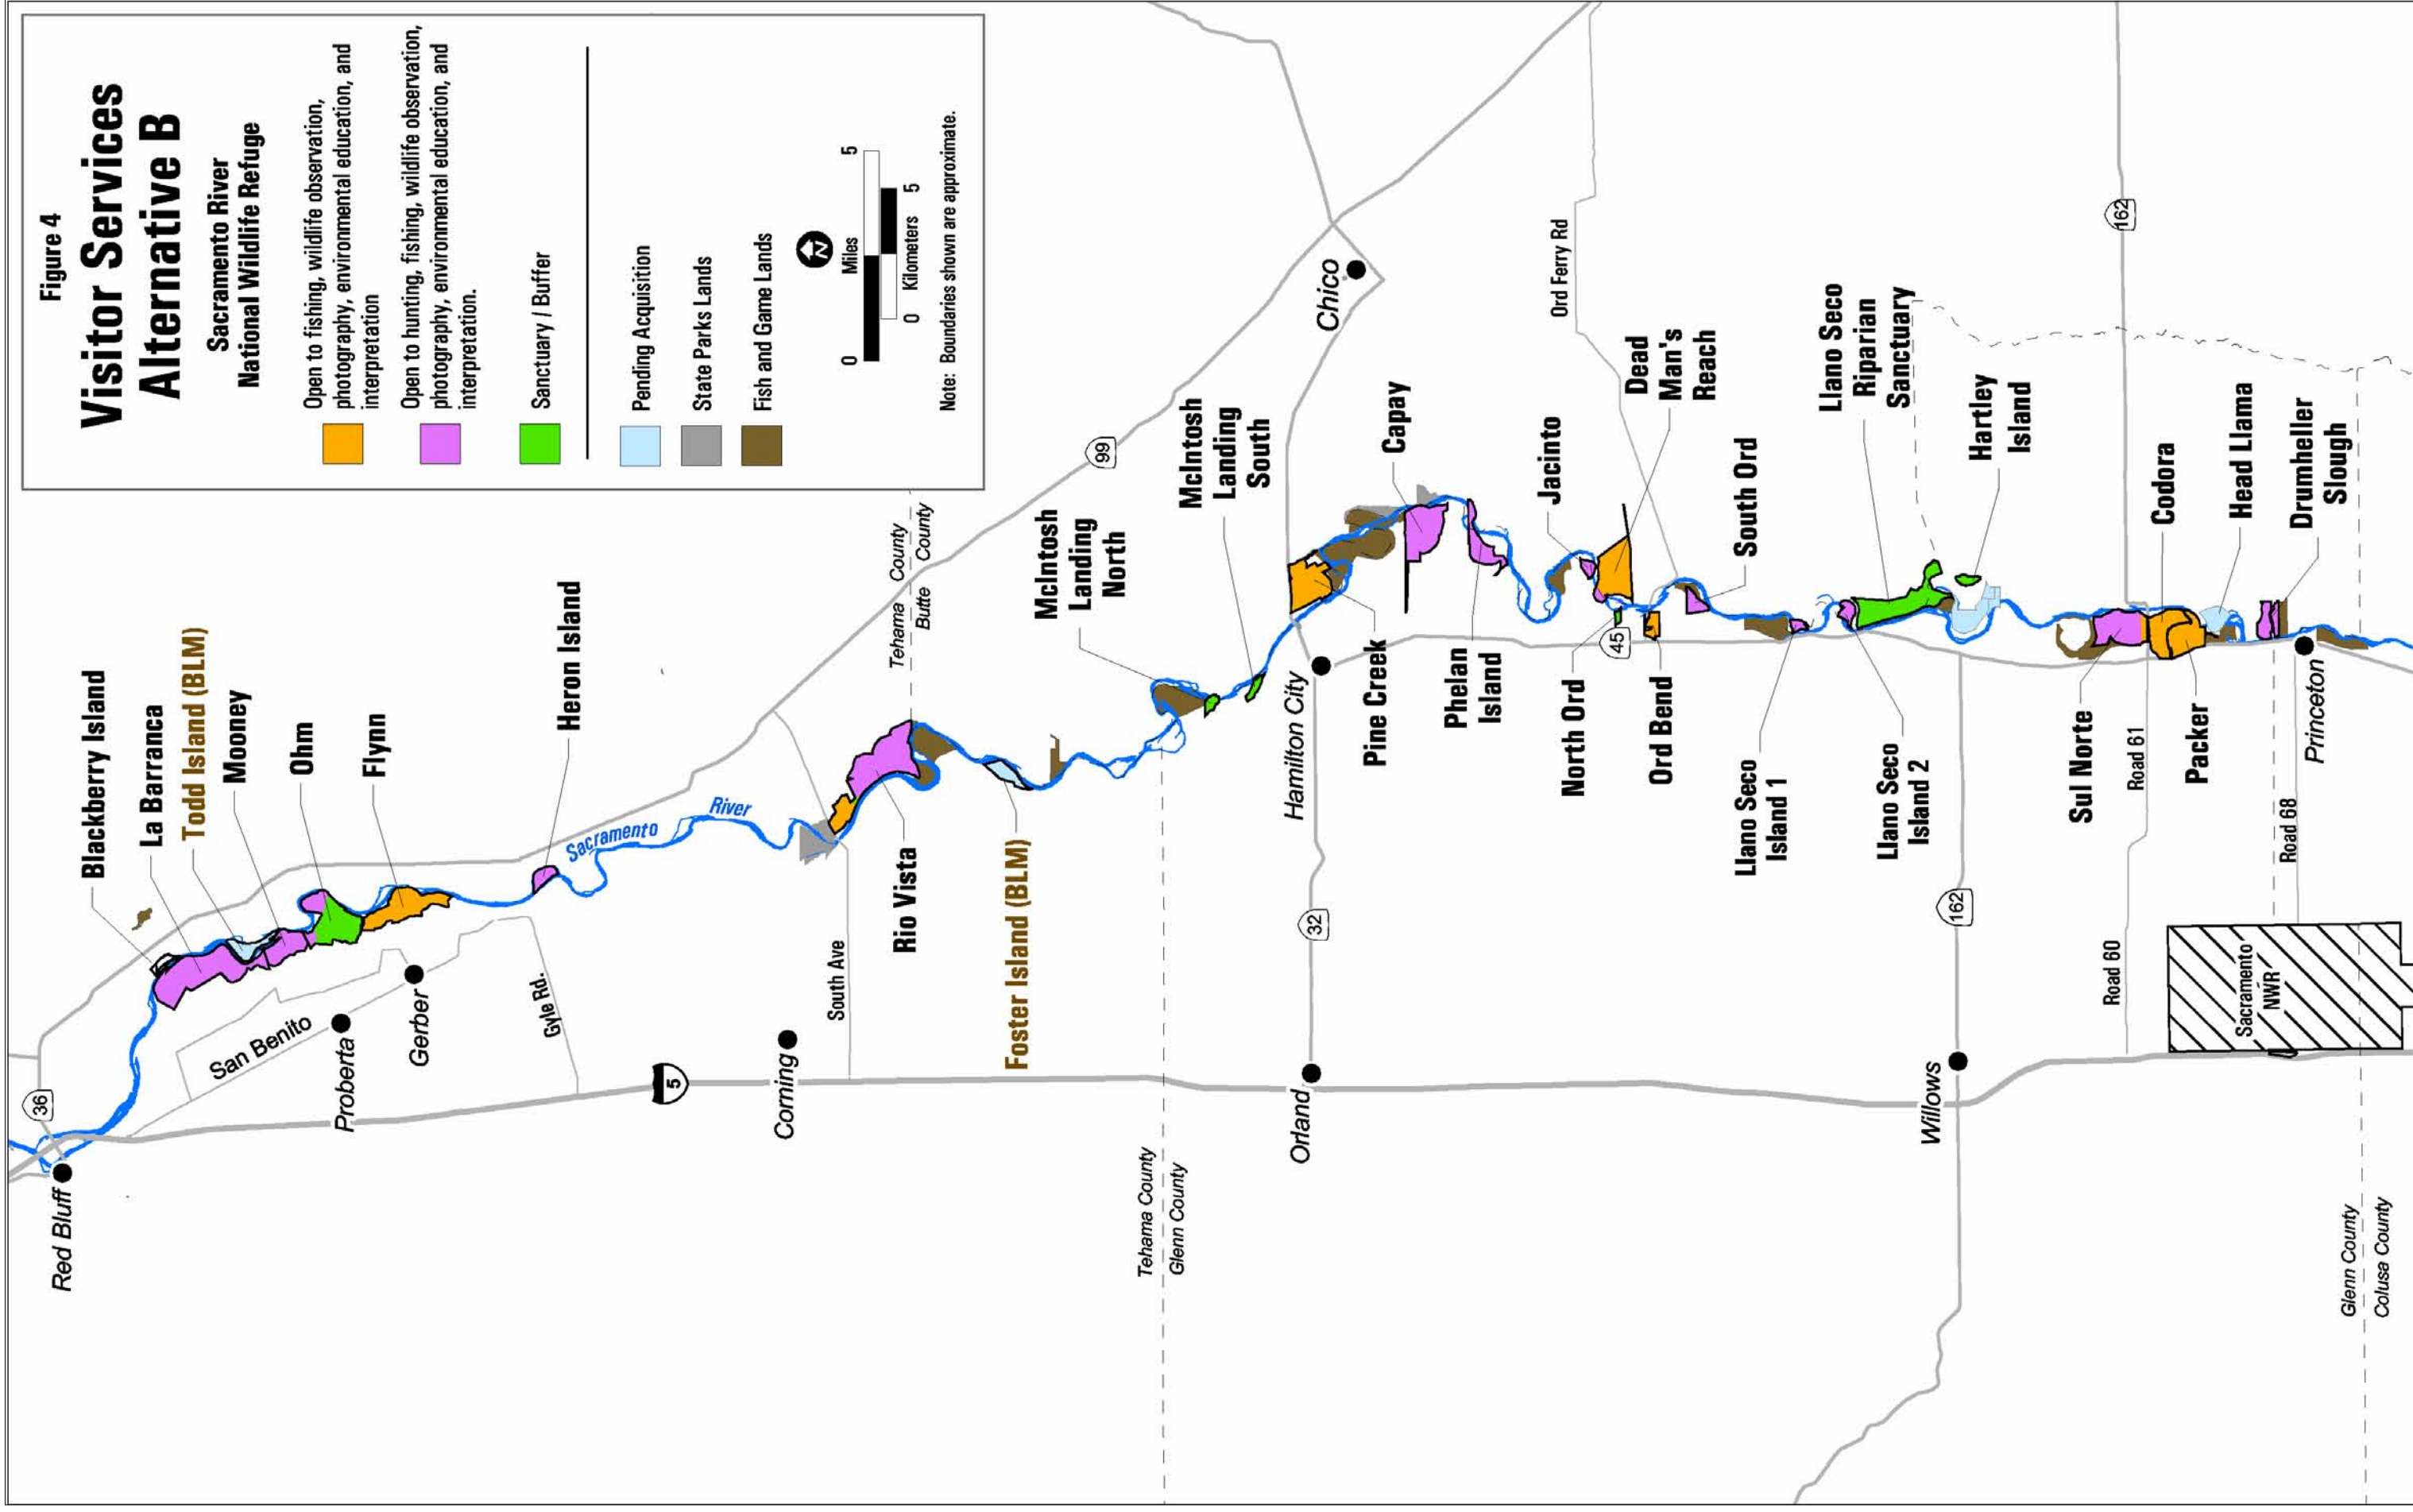 Figure 4
Visitor Services
Alternative B
Sacramento River
National Wildlife Refuge
Open to fishing, wildlife observation,
photography, environmental education, and
interpretation
Open to hunting, fishing, wildlife observation,
photography, environmental education, and
interpretation.
Sanctuary / Buffer
Pending Acquisition
State Parks Lands
Fish and Game Lands
N
0
Miles
5
0
Kilometers
5
Note: Boundaries shown are approximate.
36
Red Bluff
Blackberry Island
La Barranca
Todd Island (BLM)
Mooney
Ohm
Flynn
San Benito
Proberta
Gerber
Gyle Rd.
Heron Island
Sacramento
River
5
Corning
South Ave
Rio Vista
Tehama County
Butte County
Foster Island (BLM)
99
McIntosh
Landing
North
Tehama County
Glenn County
McIntosh
Landing
South
Hamilton City
32
Orland
Chico
Pine Creek
Capay
Phelan
Island
Jacinto
Ord Ferry Rd
North Ord
45
Dead
Man's
Reach
Ord Bend
South Ord
Llano Seco
Island 1
Llano Seco
Riparian
Sanctuary
Llano Seco
Island 2
Hartley
Island
162
Willows
162
Sul Norte
Road 61
Road 60
Codora
Packer
Head Llama
Drumheller
Slough
Road 68
Princeton
Sacramento
NWR
Glenn County
Colusa County